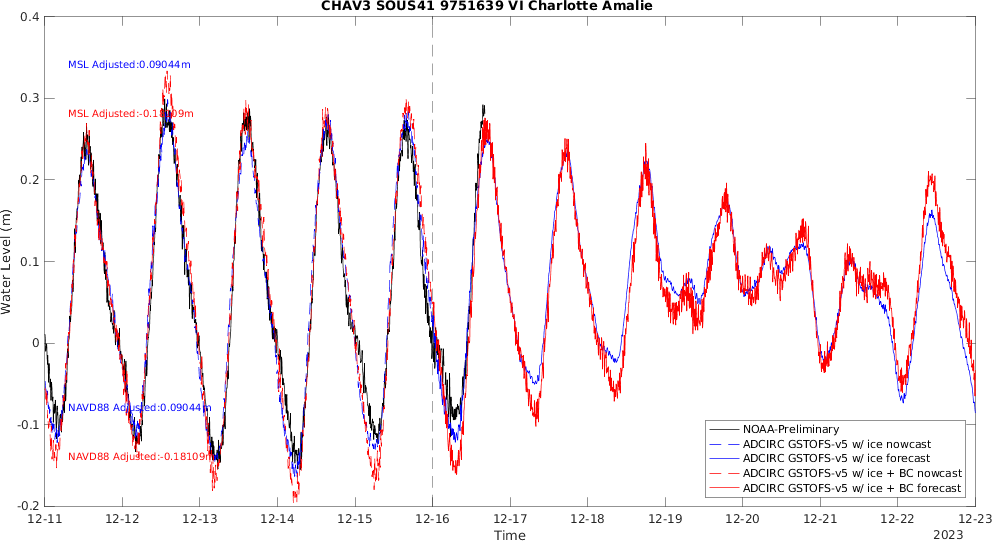 CHAV3 SOUS41 9751639 VI Charlotte Amalie
Water Level (m)
0.4
0.3
0.2
0.1
0
-0.1
-0.2
MSL Adjusted:0.09044m
MSL Adjusted:-0.18109m
NAVD88 Adjusted:0.09044m
NAVD88 Adjusted:-0.18109m
NOAA-Preliminary
ADCIRC GSTOFS-v5 w/ ice nowcast
ADCIRC GSTOFS-v5 w/ ice forecast
ADCIRC GSTOFS-v5 w/ ice + BC nowcast
ADCIRC GSTOFS-v5 w/ ice + BC forecast
12-11 12-12 12-13 12-14 12-15 12-16 12-17 12-18 12-19 12-20 12-21 12-22 12-23
Time
2023